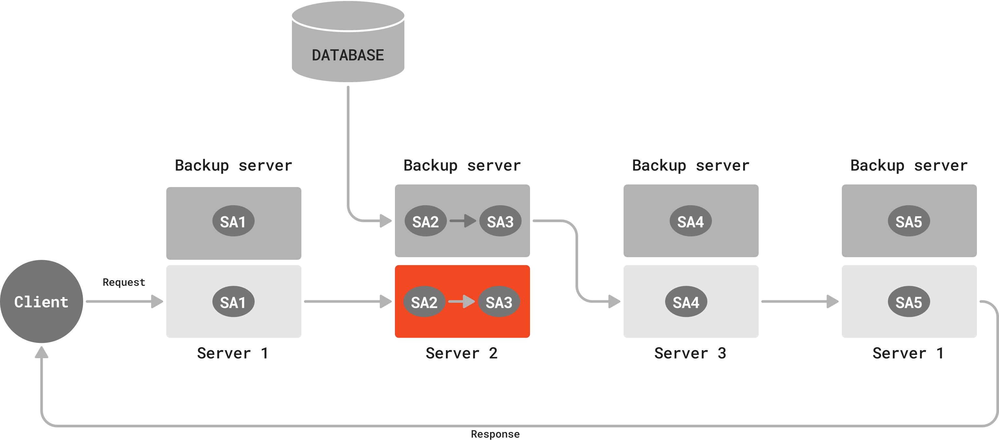 DATABASE
Backup server
Backup server
Backup server
Backup server
SA1
SA2
SA3
SA4
SA5
Client
Request
SA1
SA2
SA3
SA4
SA5
Server 1
Server 2
Server 3
Server 1
Response